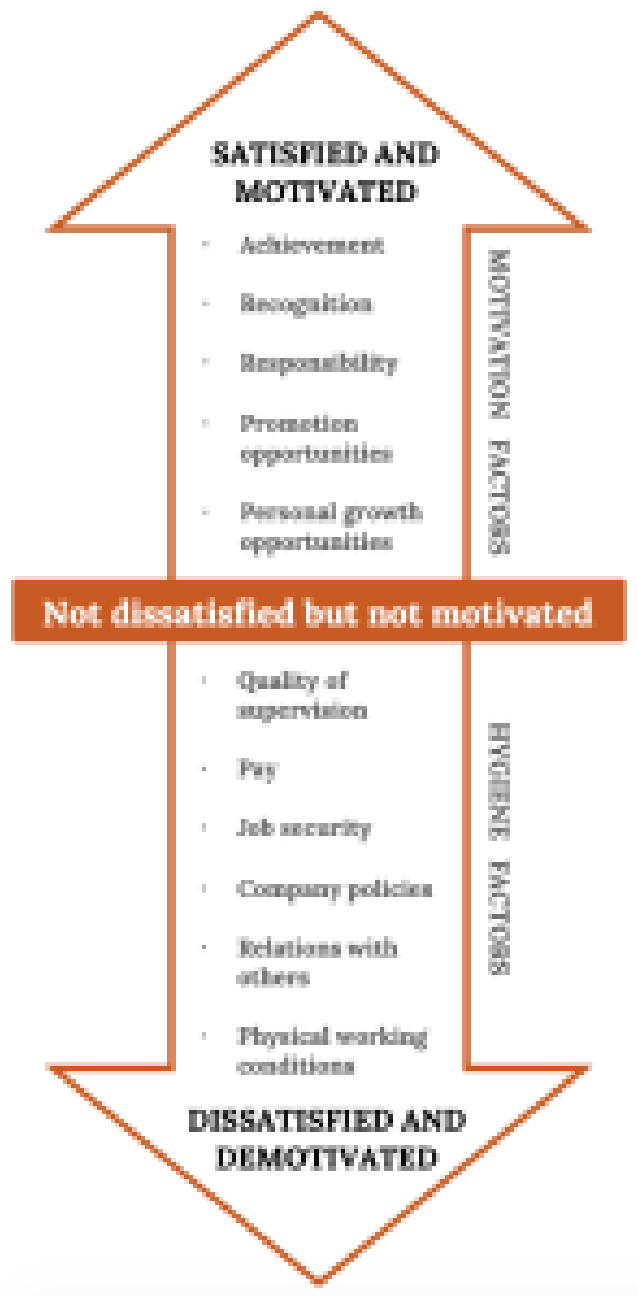 SATISFIED AND
MOTIVATED
· Achievement
· Recognition
· Responsibility
· Promotion
opportunities
· Personal growth
opportunities
MOTIVATION FACTORS
Not dissatisfied but not motivated
· Quality of
supervision
· Pay
· Job security
· Company policies
· Relations with
others
· Physical working
conditions
HYGIENE FACTORS
DISSATISFIED AND
DEMOTIVATED